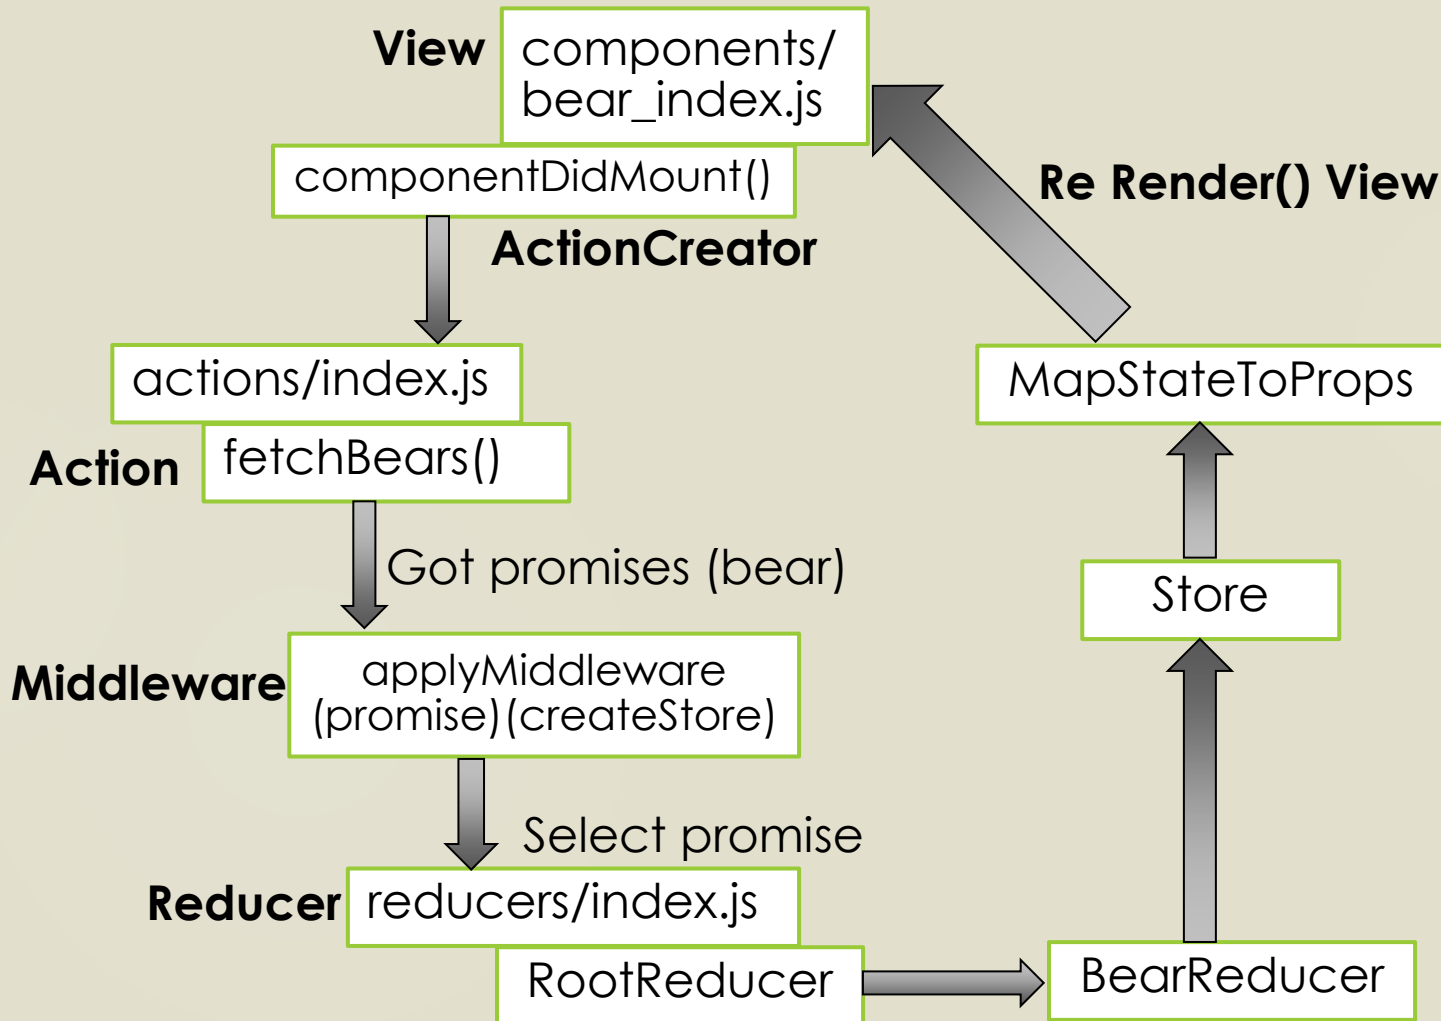 View
components/
bear_index.js
componentDidMount()
Re Render() View
ActionCreator
actions/index.js
MapStateToProps
Action
fetchBears()
Got promises (bear)
Store
Middleware
applyMiddleware
(promise)(createStore)
Select promise
Reducer
reducers/index.js
RootReducer
BearReducer